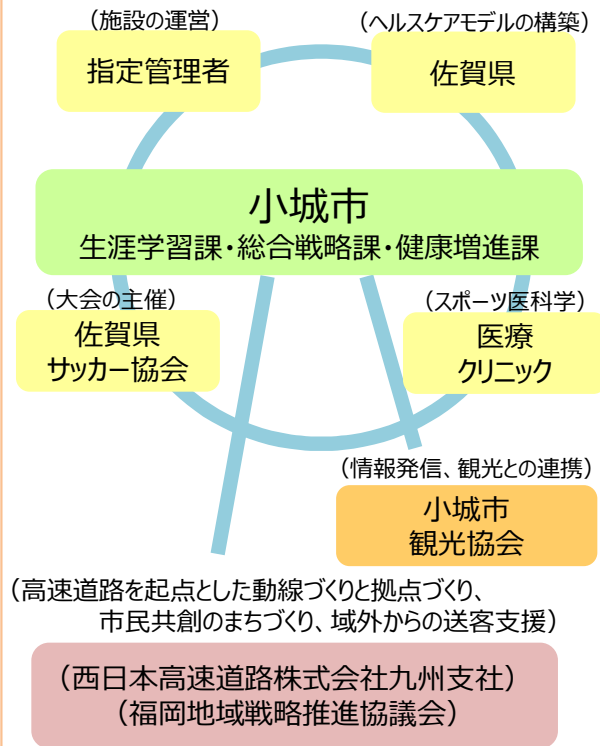 (施設の運営)
指定管理者
(ヘルスケアモデルの構築)
佐賀県
小城市
生涯学習課・総合戦略課・健康増進課
(大会の主催)
佐賀県
サッカー協会
(スポーツ医科学)
医療
クリニック
(情報発信、観光との連携)
小城市
観光協会
(高速道路を起点とした動線づくりと拠点づくり、
市民共創のまちづくり、域外からの送客支援)
(西日本高速道路株式会社九州支社)
(福岡地域戦略推進協議会)